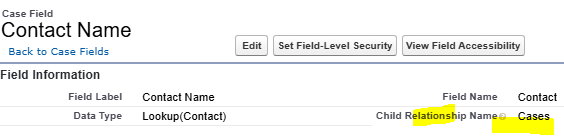 Case Field
Contact Name
Back to Case Fields
Edit Set Field-Level Security View Field Accessibility
Field Information
Field Label Contact Name Field Name Contact
Data Type Lookup(Contact) Child Relationship Name Cases